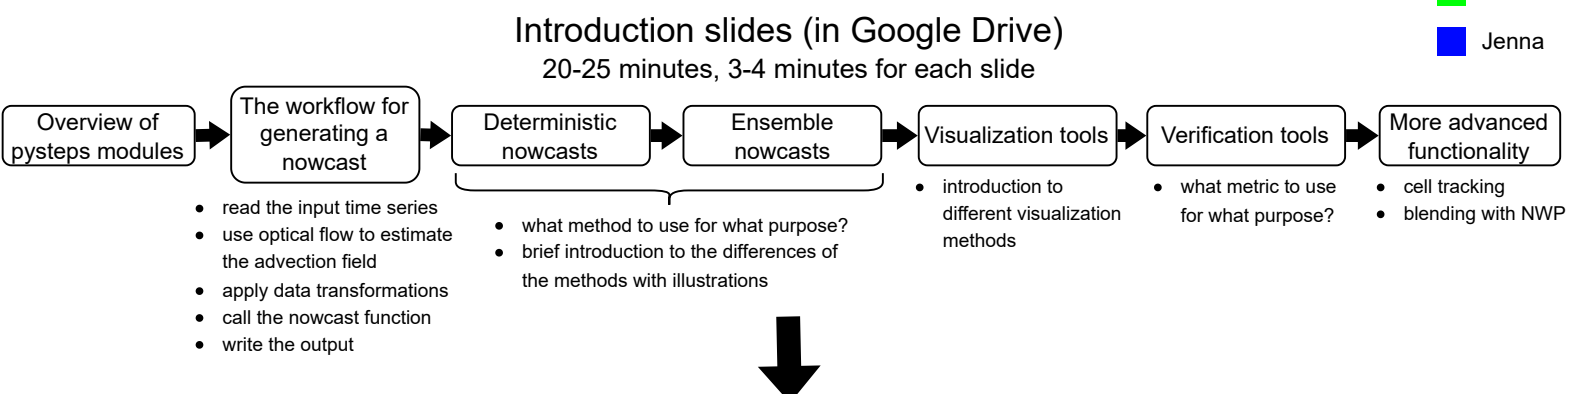 Introduction slides (in Google Drive)
20-25 minutes, 3-4 minutes for each slide
Jenna
Overview of
pysteps modules
The workflow for
generating a
nowcast
Deterministic
nowcasts
Ensemble
nowcasts
Visualization tools
Verification tools
More advanced
functionality
• read the input time series
• use optical flow to estimate
the advection field
• apply data transformations
• call the nowcast function
• write the output
• what method to use for what purpose?
• brief introduction to the differences of
the methods with illustrations
• introduction to
different visualization
methods
• what metric to use
for what purpose?
• cell tracking
• blending with NWP